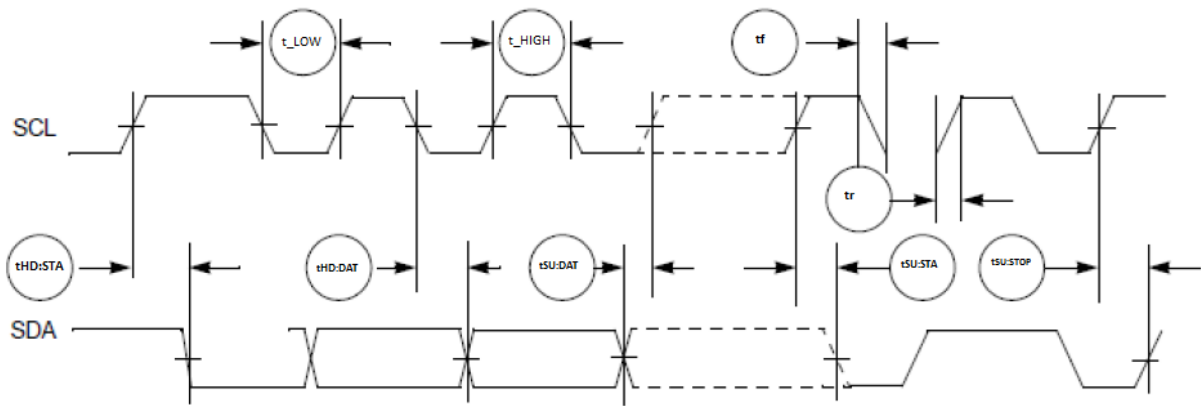 t_LOW
t_HIGH
tf
SCL
tr
tHD:STA
tHD:DAT
tSU:DAT
tSU:STA
tSU:STOP
SDA